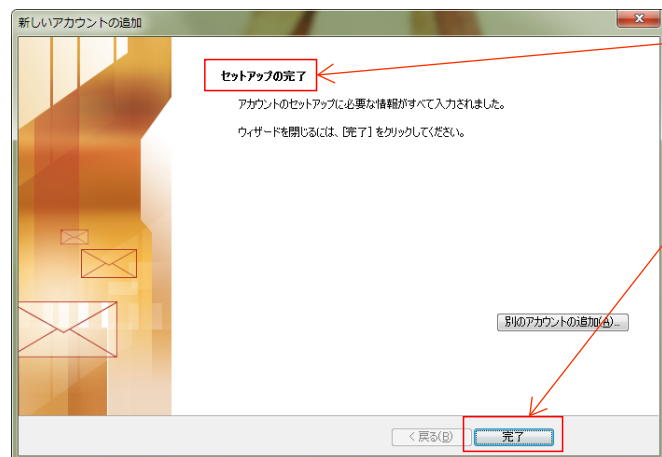 新しいアカウントの追加
セットアップの完了
アカウントのセットアップに必要な情報がすべて入力されました。
ウィザードを閉じるには、[完了] をクリックしてください。
別のアカウントの追加(A)...
< 戻る(B)
完了